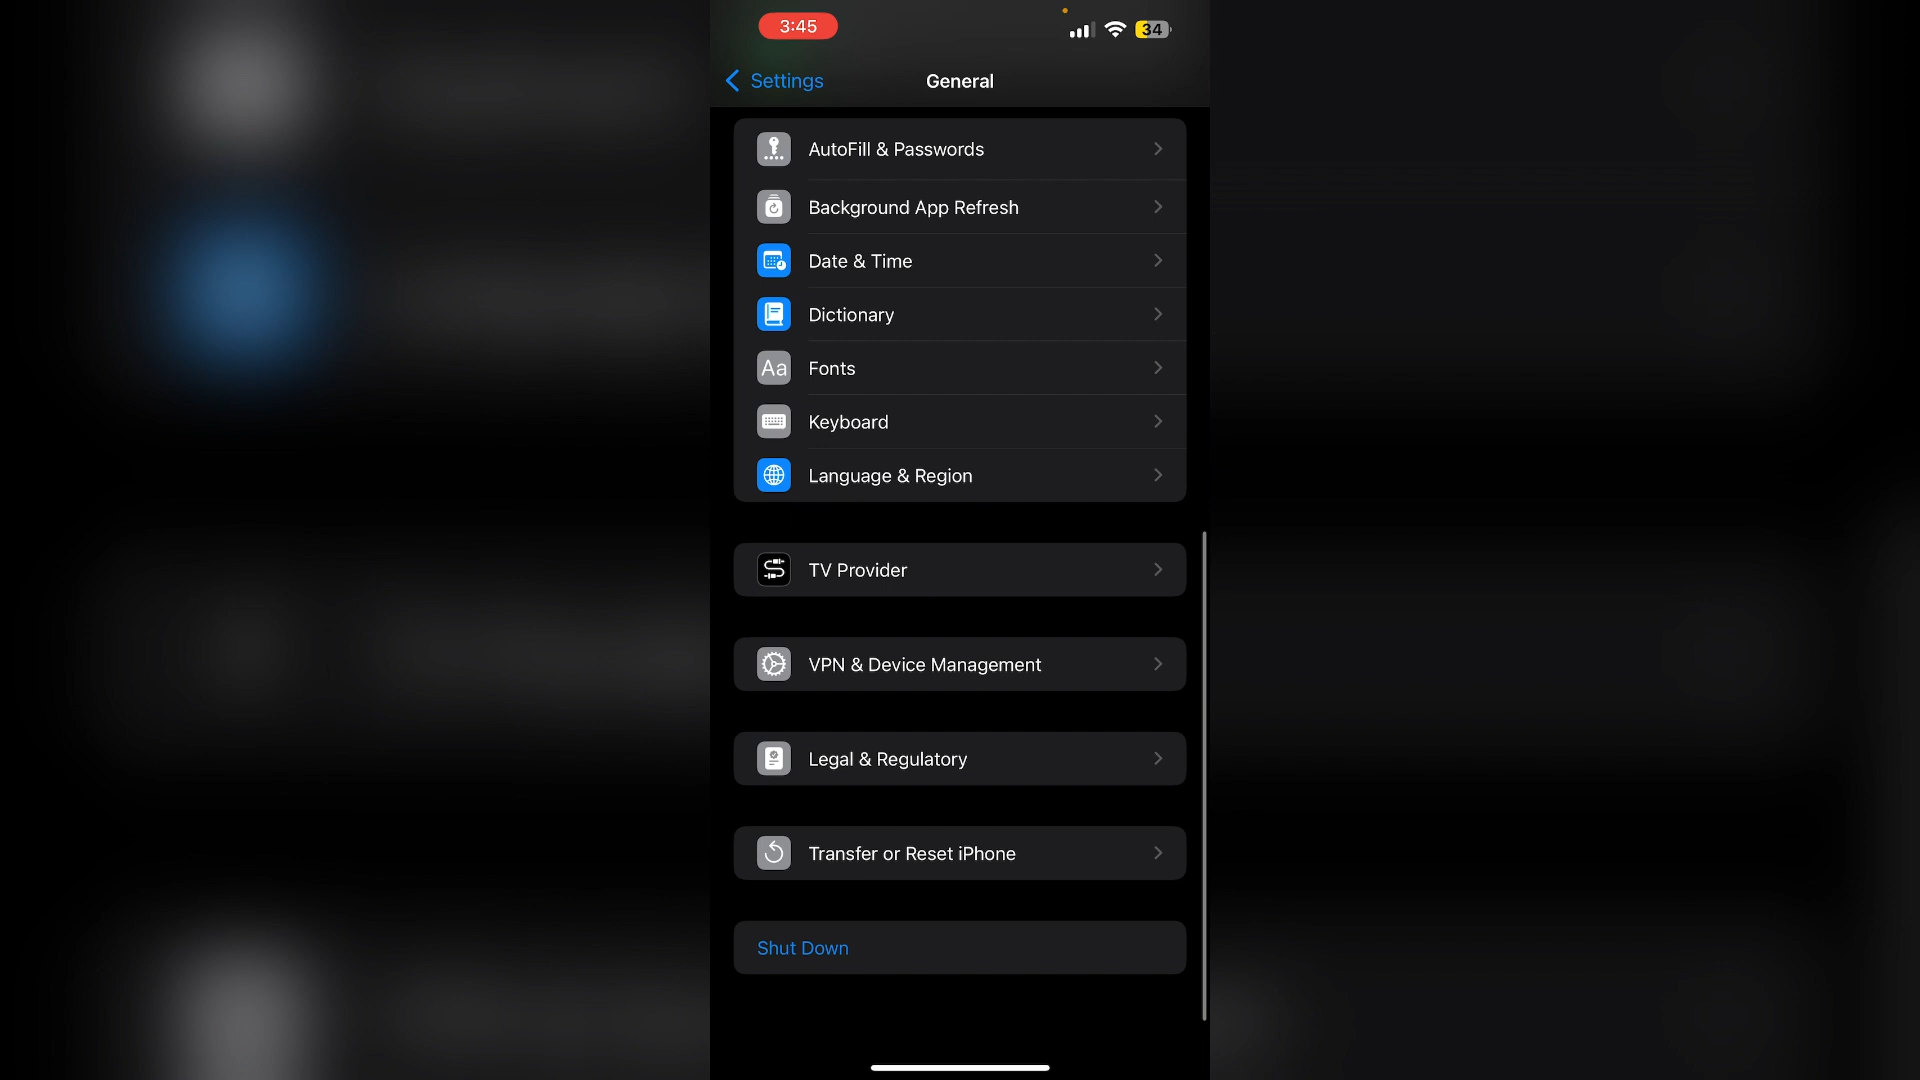 3:45
34
Settings
General
AutoFill & Passwords
Background App Refresh
Date & Time
Dictionary
Aa
Fonts
Keyboard
Language & Region
TV Provider
VPN & Device Management
Legal & Regulatory
Transfer or Reset iPhone
Shut Down